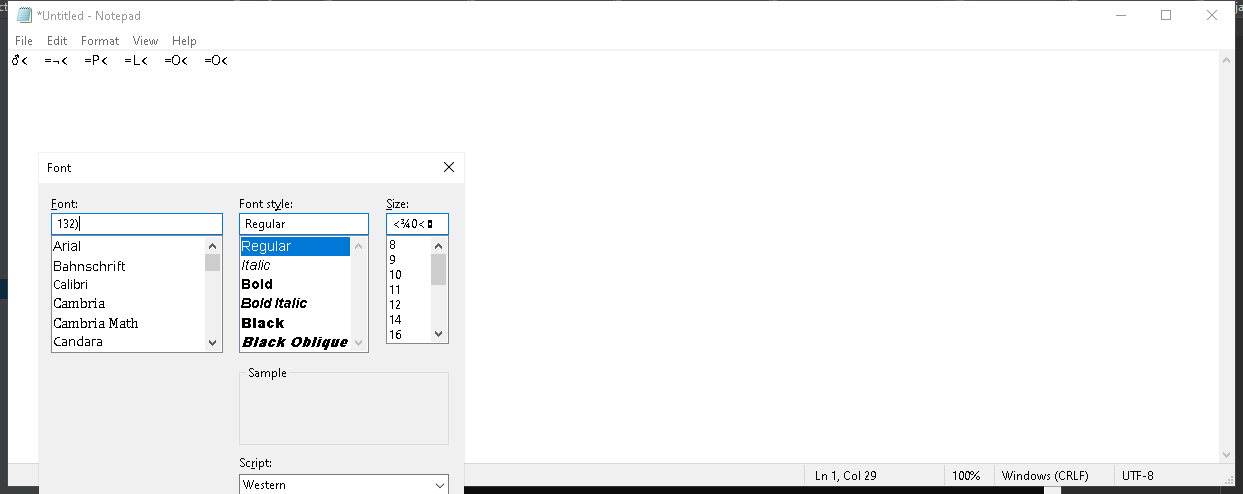 *Untitled - Notepad
File Edit Format View Help
♂< =¬< =P< =L< =O< =O<
Font
Font: Font style: Size:
132) Regular <¾0<
Arial Regular 8
Bahnschrift Italic 9
Calibri Bold 10
Cambria Bold Italic 11
Cambria Math Black 12
Candara Black Oblique 14
16
Sample
Script:
Western
Ln 1, Col 29 100% Windows (CRLF) UTF-8